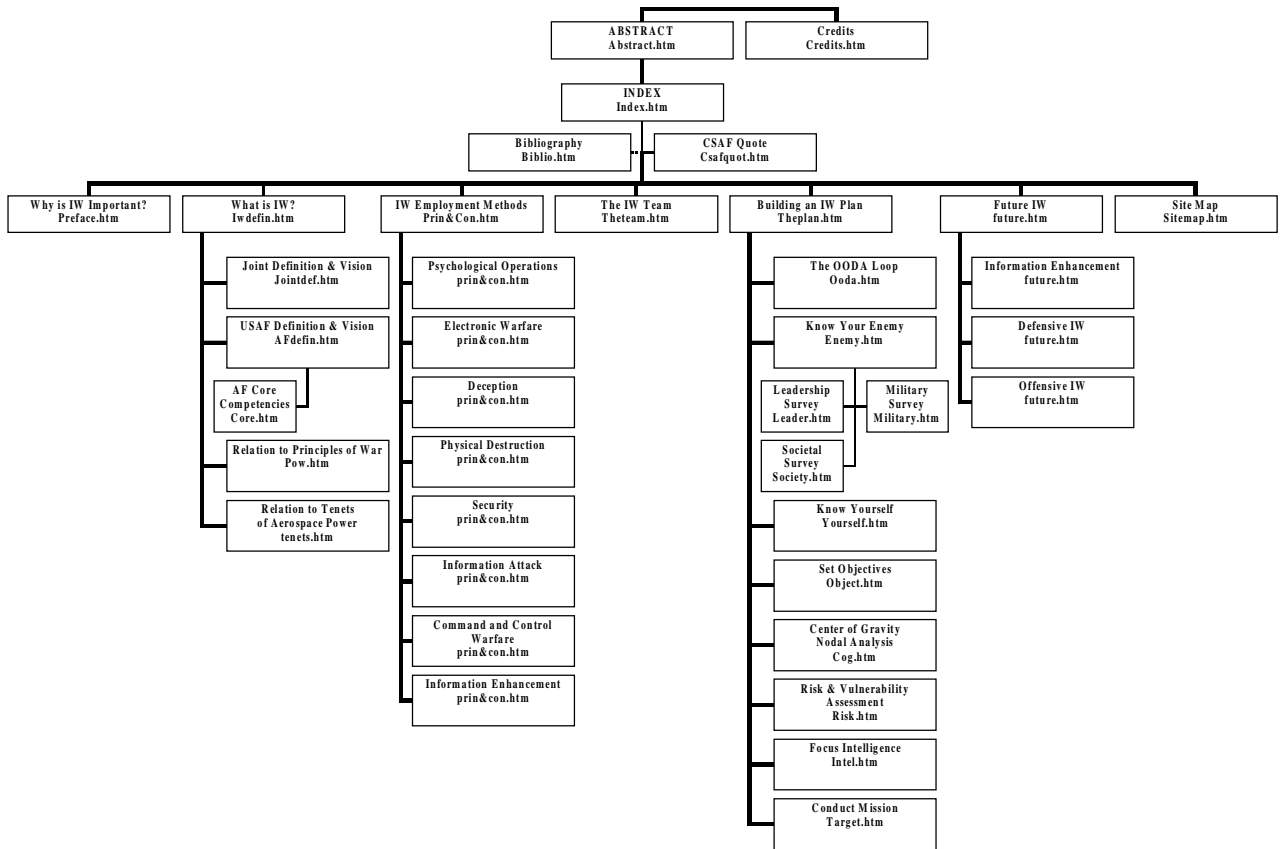 ABSTRACT
Abstract.htm
Credits
Credits.htm
INDEX
Index.htm
Bibliography
Biblio.htm
CSAF Quote
Csafquot.htm
Why is IW Important?
Preface.htm
What is IW?
Iwdefin.htm
IW Employment Methods
Prin&Con.htm
The IW Team
Theteam.htm
Building an IW Plan
Theplan.htm
Future IW
future.htm
Site Map
Sitemap.htm
Joint Definition & Vision
Jointdef.htm
USAF Definition & Vision
AFdefin.htm
AF Core
Competencies
Core.htm
Relation to Principles of War
Pow.htm
Relation to Tenets
of Aerospace Power
tenets.htm
Psychological Operations
prin&con.htm
Electronic Warfare
prin&con.htm
Deception
prin&con.htm
Physical Destruction
prin&con.htm
Security
prin&con.htm
Information Attack
prin&con.htm
Command and Control
Warfare
prin&con.htm
Information Enhancement
prin&con.htm
The OODA Loop
Ooda.htm
Know Your Enemy
Enemy.htm
Leadership
Survey
Leader.htm
Military
Survey
Military.htm
Societal
Survey
Society.htm
Know Yourself
Yourself.htm
Set Objectives
Object.htm
Center of Gravity
Nodal Analysis
Cog.htm
Risk & Vulnerability
Assessment
Risk.htm
Focus Intelligence
Intel.htm
Conduct Mission
Target.htm
Information Enhancement
future.htm
Defensive IW
future.htm
Offensive IW
future.htm